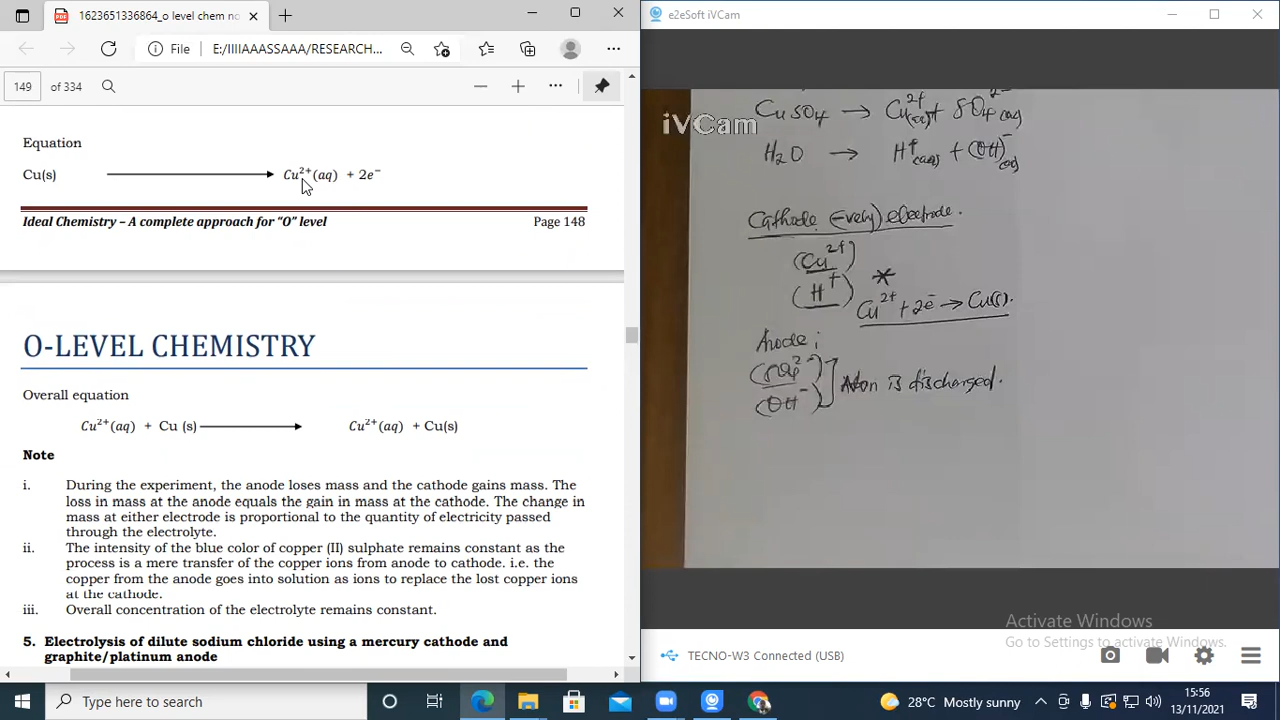 1623651336864_o level chem no
File
E:/IIIIAAASSAAA/RESEARCH...
149 of 334
Equation
Cu(s) Cu²⁺(aq) + 2e⁻
Ideal Chemistry – A complete approach for "O" level Page 148
O-LEVEL CHEMISTRY
Overall equation
Cu²⁺(aq) + Cu (s) Cu²⁺(aq) + Cu(s)
Note
i. During the experiment, the anode loses mass and the cathode gains mass. The
loss in mass at the anode equals the gain in mass at the cathode. The change in
mass at either electrode is proportional to the quantity of electricity passed
through the electrolyte.
ii. The intensity of the blue color of copper (II) sulphate remains constant as the
process is a mere transfer of the copper ions from anode to cathode. i.e. the
copper from the anode goes into solution as ions to replace the lost copper ions
at the cathode.
iii. Overall concentration of the electrolyte remains constant.
5. Electrolysis of dilute sodium chloride using a mercury cathode and
graphite/platinum anode
e2eSoft iVCam
iVCam
CuSO4 → Cu²⁺(aq) + SO4²⁻(aq)
H2O → H⁺(aq) + OH⁻(aq)
Cathode (-vely) electrode.
(Cu²⁺)
(H⁺) *
Cu²⁺ + 2e → Cu(s).
Anode;
(SO4²⁻
(OH⁻) is discharged.
Activate Windows
Go to Settings to activate Windows.
TECNO-W3 Connected (USB)
Type here to search
28°C Mostly sunny
15:56
13/11/2021